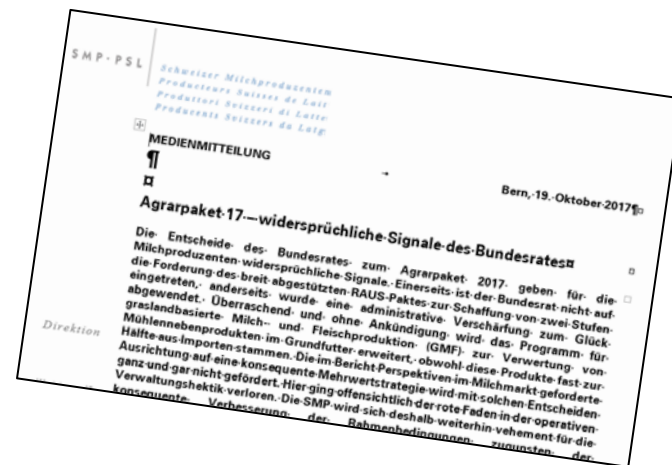 SMP·PSL
Schweizer Milchproduzenten
Producteurs Suisses de Lait
Produttori Svizzeri di Latte
Producents Svizzers da Latg
MEDIENMITTEILUNG
Bern, 19. Oktober 2017
Agrarpaket 17 – widersprüchliche Signale des Bundesrates
Die Entscheide des Bundesrates zum Agrarpaket 2017 geben für die
Milchproduzenten widersprüchliche Signale. Einerseits ist der Bundesrat nicht auf
die Forderung des breit abgestützten RAUS-Paktes zur Schaffung von zwei Stufen
eingetreten, anderseits wurde eine administrative Verschärfung zum Glück
abgewendet. Überraschend und ohne Ankündigung wird das Programm für
graslandbasierte Milch- und Fleischproduktion (GMF) zur Verwertung von
Mühlennebenprodukten im Grundfutter erweitert, obwohl diese Produkte fast zur
Hälfte aus Importen stammen. Die im Bericht Perspektiven im Milchmarkt geforderte
Ausrichtung auf eine konsequente Mehrwertstrategie wird mit solchen Entscheiden
ganz und gar nicht gefördert. Hier ging offensichtlich der rote Faden in der operativen
Verwaltungshektik verloren. Die SMP wird sich deshalb weiterhin vehement für die
konsequente Verbesserung der Rahmenbedingungen zugunsten der
Direktion